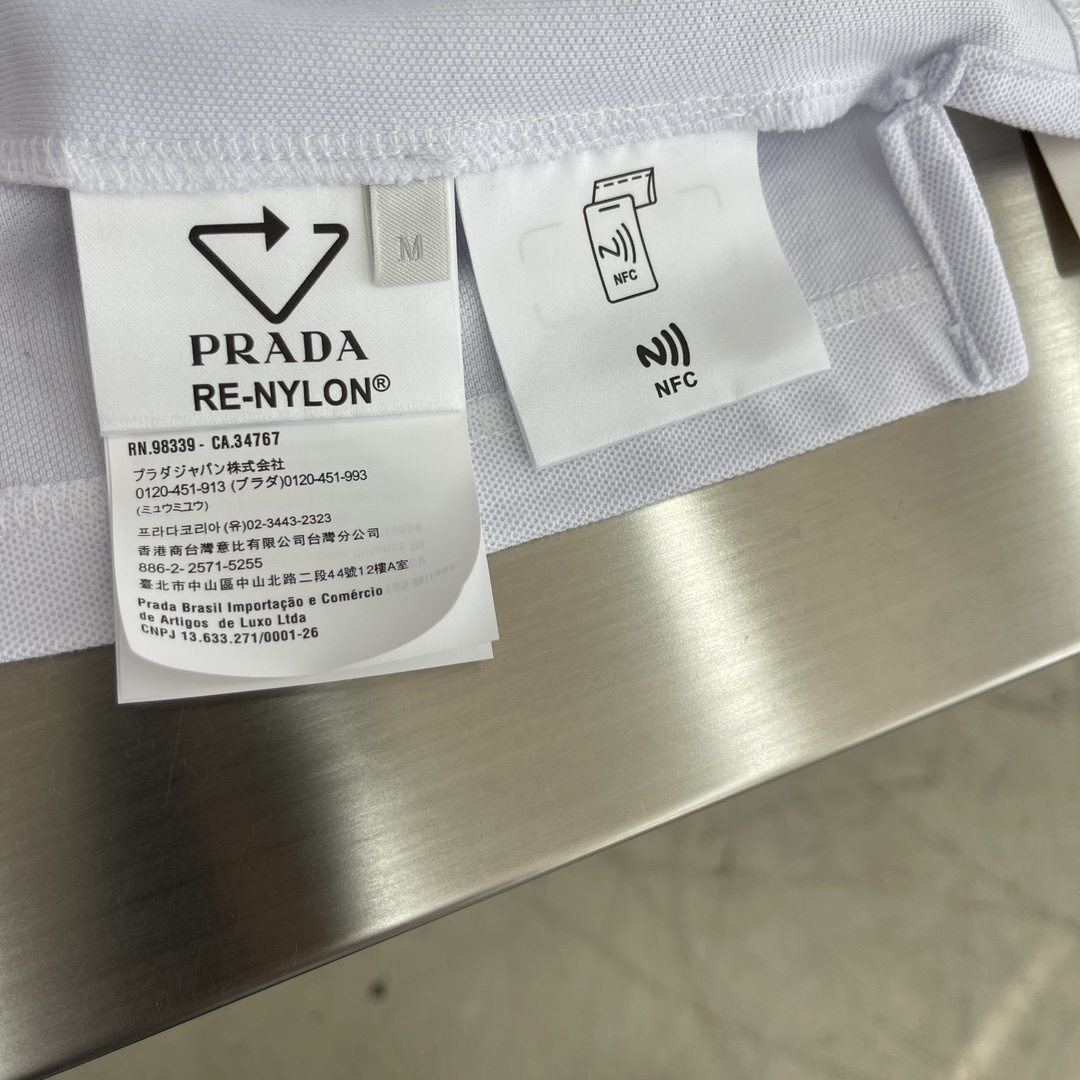 PRADA
RE-NYLON®
M
RN.98339 - CA.34767
プラダジャパン株式会社
0120-451-913 (プラダ)0120-451-993
(ミュウミュウ)
프라다코리아 (유)02-3443-2323
香港商台灣意比有限公司台灣分公司
886-2- 2571-5255
臺北市中山區中山北路二段44號12樓A室
Prada Brasil Importação e Comércio
de Artigos de Luxo Ltda
CNPJ 13.633.271/0001-26
NFC
NFC